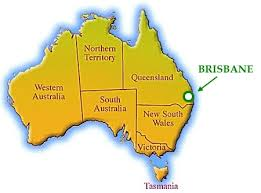 Northern
Territory
BRISBANE
Queensland
Western
Australia
South
Australia
New South
Wales
Victoria
Tasmania